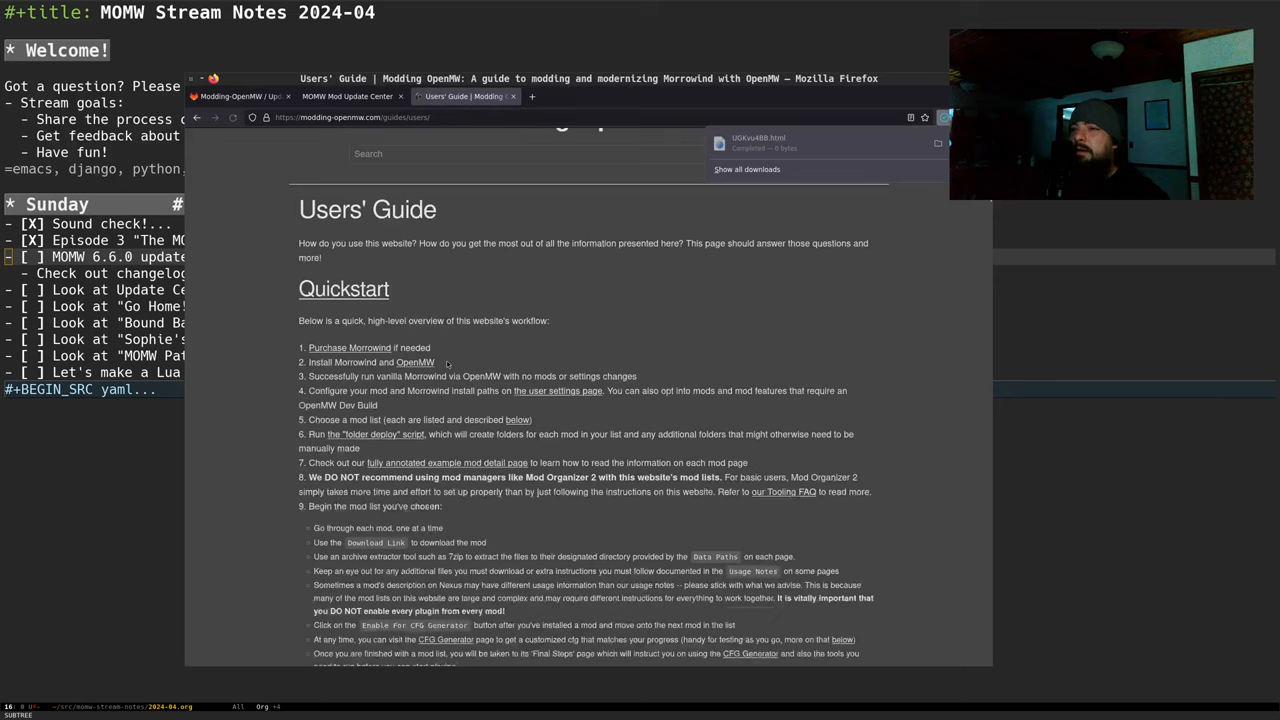 #+title: MOMW Stream Notes 2024-04
* Welcome!
Got a question? Please
- Stream goals:
- Share the process o
- Get feedback about
- Have fun!
=emacs, django, python,
* Sunday #
- [X] Sound check!...
- [X] Episode 3 "The MO
- [ ] MOMW 6.6.0 update
- Check out changelog
- [ ] Look at Update Ce
- [ ] Look at "Go Home!
- [ ] Look at "Bound Ba
- [ ] Look at "Sophie's
- [ ] Look at "MOMW Pat
- [ ] Let's make a Lua
#+BEGIN_SRC yaml...
Users' Guide | Modding OpenMW: A guide to modding and modernizing Morrowind with OpenMW — Mozilla Firefox
Modding-OpenMW / Upd
MOMW Mod Update Center
Users' Guide | Modding
https://modding-openmw.com/guides/users/
Search
UGKvu4BB.html
Completed — 0 bytes
Show all downloads
Users' Guide
How do you use this website? How do you get the most out of all the information presented here? This page should answer those questions and
more!
Quickstart
Below is a quick, high-level overview of this website's workflow:
1. Purchase Morrowind if needed
2. Install Morrowind and OpenMW
3. Successfully run vanilla Morrowind via OpenMW with no mods or settings changes
4. Configure your mod and Morrowind install paths on the user settings page. You can also opt into mods and mod features that require an
OpenMW Dev Build
5. Choose a mod list (each are listed and described below)
6. Run the "folder deploy" script, which will create folders for each mod in your list and any additional folders that might otherwise need to be
manually made
7. Check out our fully annotated example mod detail page to learn how to read the information on each mod page
8. We DO NOT recommend using mod managers like Mod Organizer 2 with this website's mod lists. For basic users, Mod Organizer 2
simply takes more time and effort to set up properly than by just following the instructions on this website. Refer to our Tooling FAQ to read more.
9. Begin the mod list you've chosen:
Go through each mod, one at a time
Use the Download Link to download the mod
Use an archive extractor tool such as 7zip to extract the files to their designated directory provided by the Data Paths on each page.
Keep an eye out for any additional files you must download or extra instructions you must follow documented in the Usage Notes on some pages
Sometimes a mod's description on Nexus may have different usage information than our usage notes -- please stick with what we advise. This is because
many of the mod lists on this website are large and complex and may require different instructions for everything to work together. It is vitally important that
you DO NOT enable every plugin from every mod!
Click on the Enable For CFG Generator button after you've installed a mod and move onto the next mod in the list
At any time, you can visit the CFG Generator page to get a customized cfg that matches your progress (handy for testing as you go, more on that below)
Once you are finished with a mod list, you will be taken to its 'Final Steps' page which will instruct you on using the CFG Generator and also the tools you
16: 8 U*- ~/src/momw-stream-notes/2024-04.org All Org +4
SUBTREE